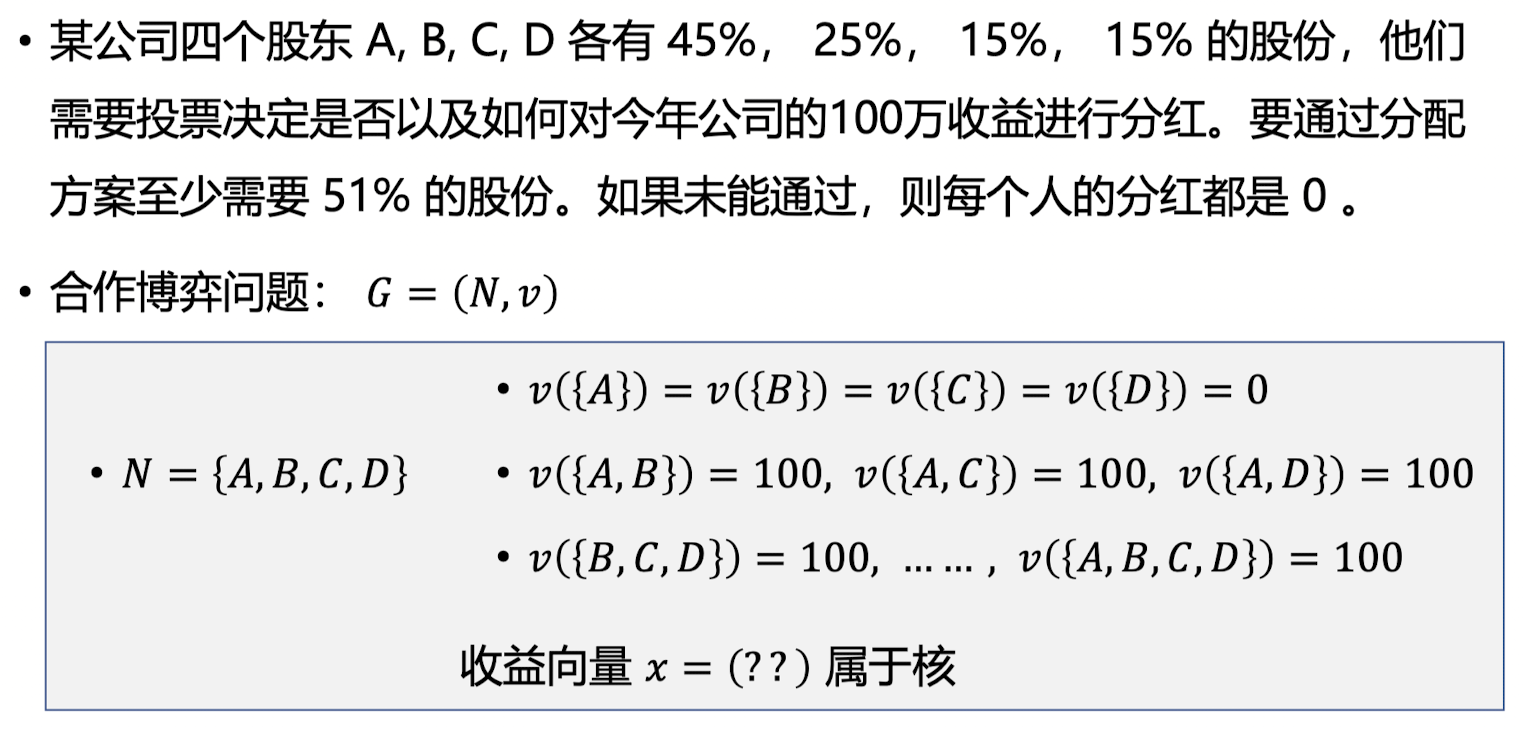 • 某公司四个股东 A, B, C, D 各有 45%， 25%， 15%， 15% 的股份，他们
需要投票决定是否以及如何对今年公司的100万收益进行分红。要通过分配
方案至少需要 51% 的股份。如果未能通过，则每个人的分红都是 0 。
• 合作博弈问题： G = (N, v)
• v({A}) = v({B}) = v({C}) = v({D}) = 0
• N = {A, B, C, D}
• v({A, B}) = 100, v({A, C}) = 100, v({A, D}) = 100
• v({B, C, D}) = 100, … … , v({A, B, C, D}) = 100
收益向量 x = (? ? ) 属于核